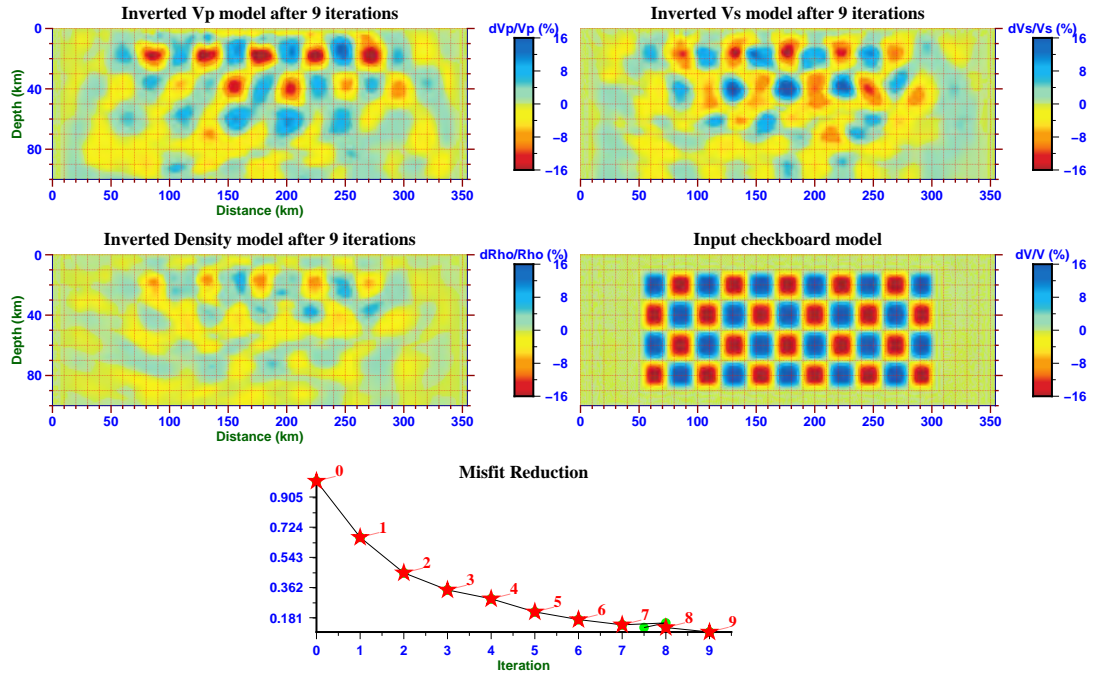 Inverted Vp model after 9 iterations
dVp/Vp (%)
0
40
80
Depth (km)
16
8
0
−8
−16
0 50 100 150 200 250 300 350
Distance (km)
Inverted Vs model after 9 iterations
dVs/Vs (%)
16
8
0
−8
−16
0 50 100 150 200 250 300 350
Inverted Density model after 9 iterations
dRho/Rho (%)
0
40
80
Depth (km)
16
8
0
−8
−16
0 50 100 150 200 250 300 350
Distance (km)
Input checkboard model
dV/V (%)
16
8
0
−8
−16
0 50 100 150 200 250 300 350
Misfit Reduction
0.905
0.724
0.543
0.362
0.181
0
1
2
3
4
5
6
7
8
9
0 1 2 3 4 5 6 7 8 9
Iteration